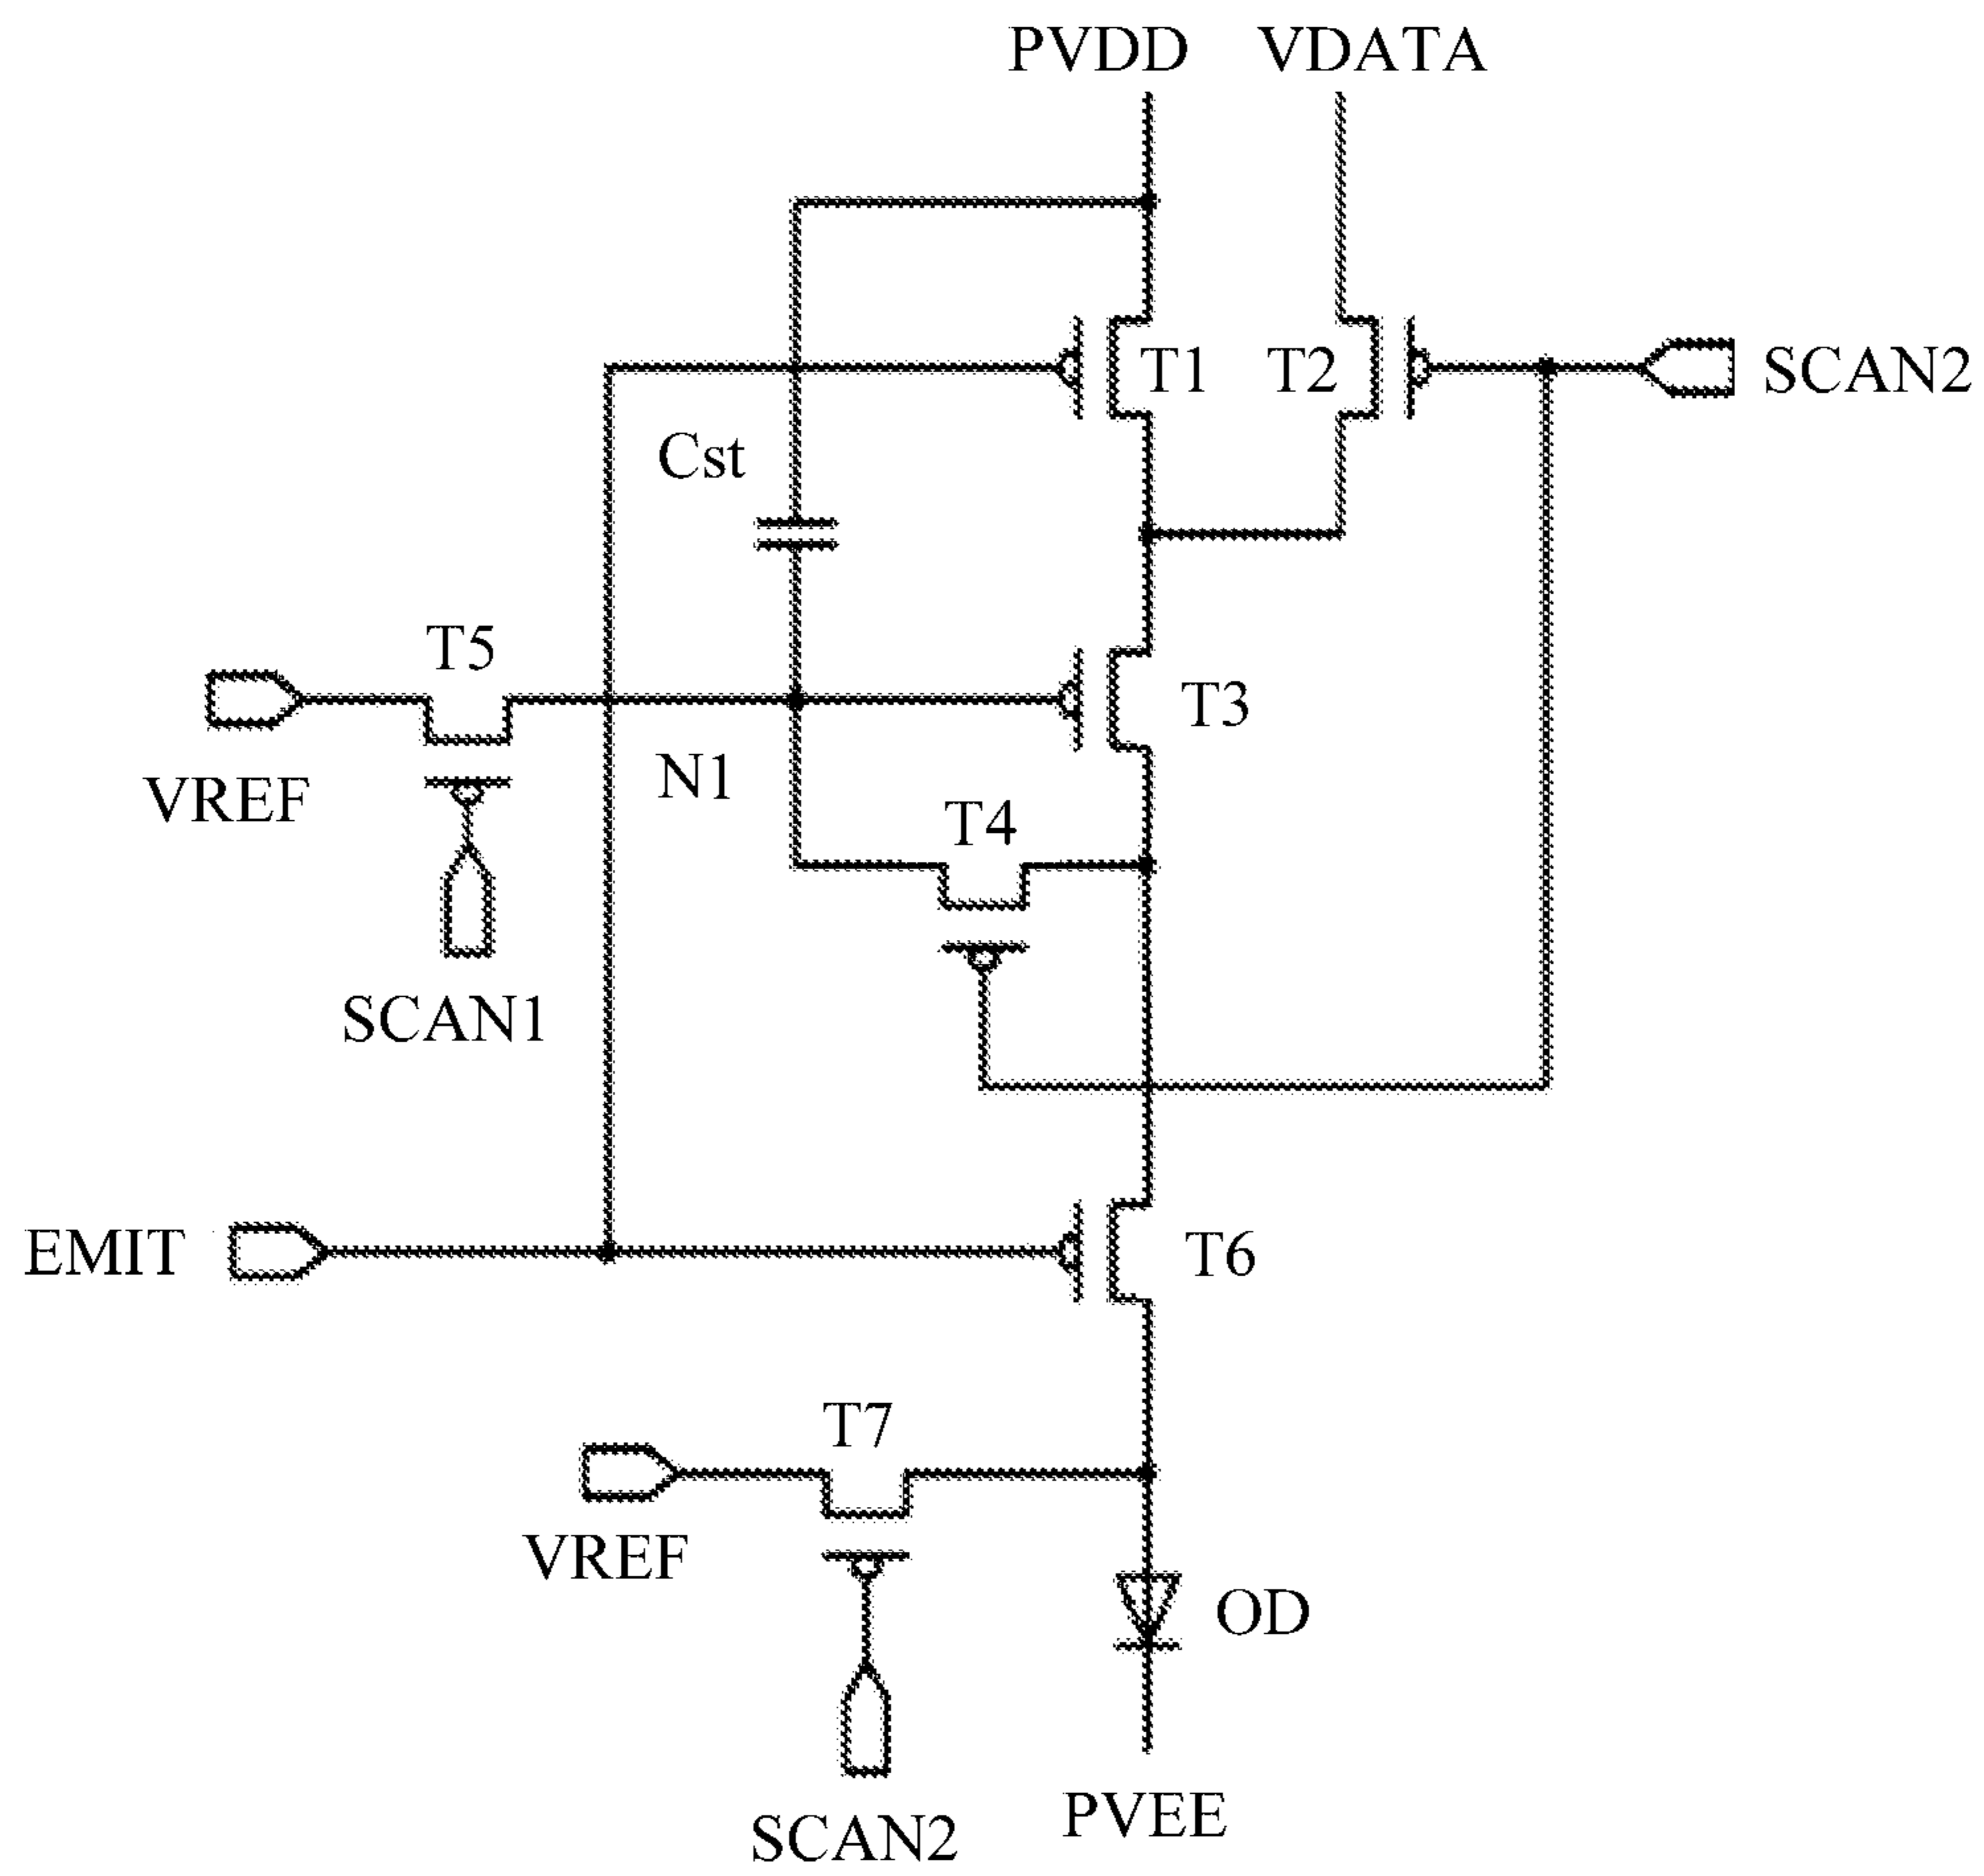 PVDD VDATA
T1 T2 SCAN2
Cst
T5
T3
VREF N1
T4
SCAN1
EMIT T6
T7
VREF
OD
SCAN2 PVEE